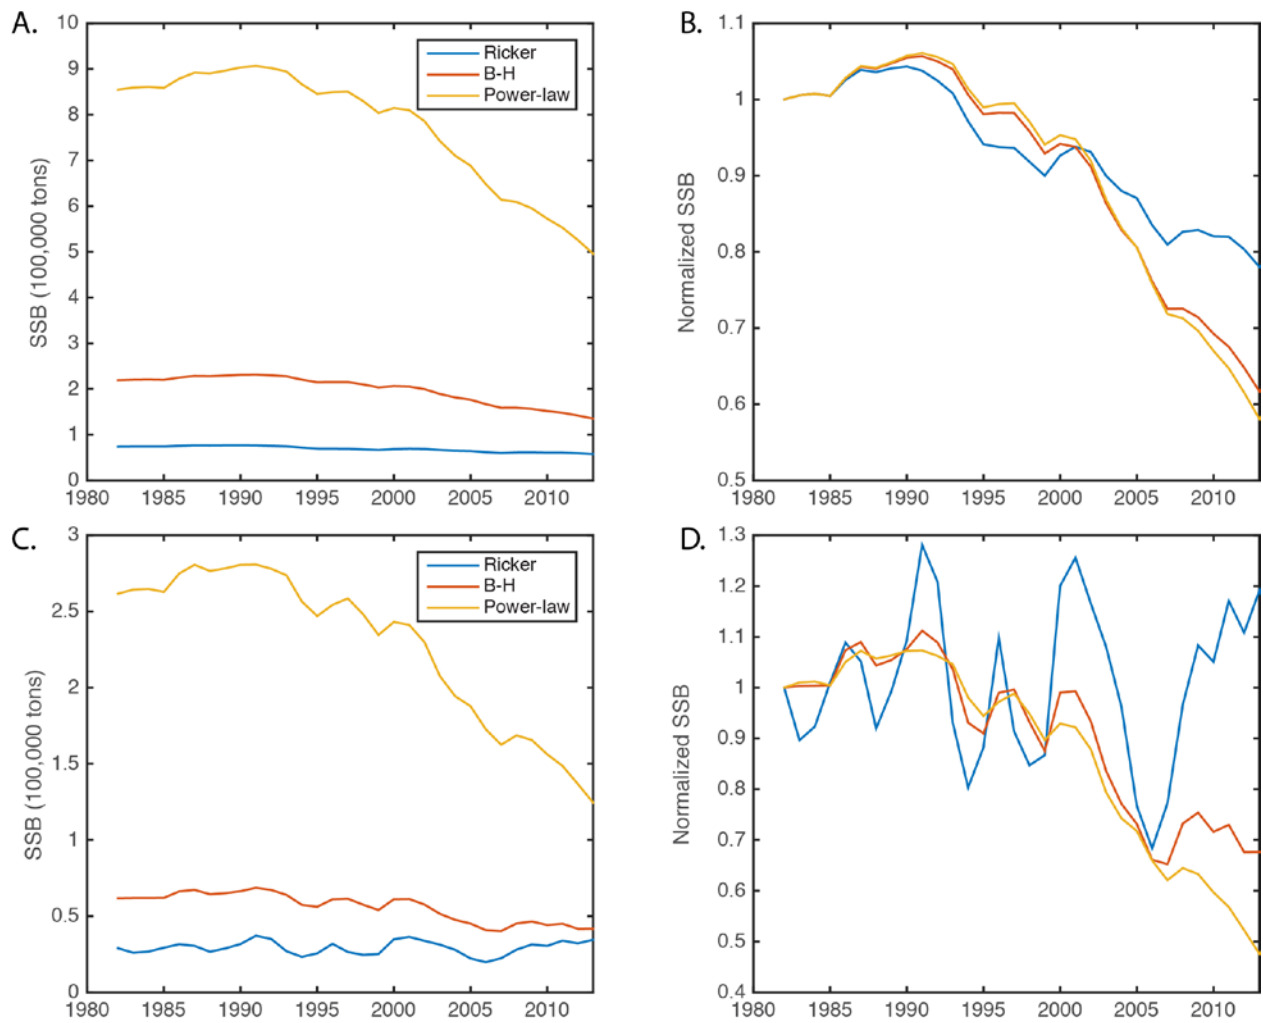 A.
10
9
8
7
6
5
4
3
2
1
0
SSB (100,000 tons)
Ricker
B-H
Power-law
1980 1985 1990 1995 2000 2005 2010
B.
1.1
1
0.9
0.8
0.7
0.6
0.5
Normalized SSB
1980 1985 1990 1995 2000 2005 2010
C.
3
2.5
2
1.5
1
0.5
0
SSB (100,000 tons)
Ricker
B-H
Power-law
1980 1985 1990 1995 2000 2005 2010
D.
1.3
1.2
1.1
1
0.9
0.8
0.7
0.6
0.5
0.4
Normalized SSB
1980 1985 1990 1995 2000 2005 2010